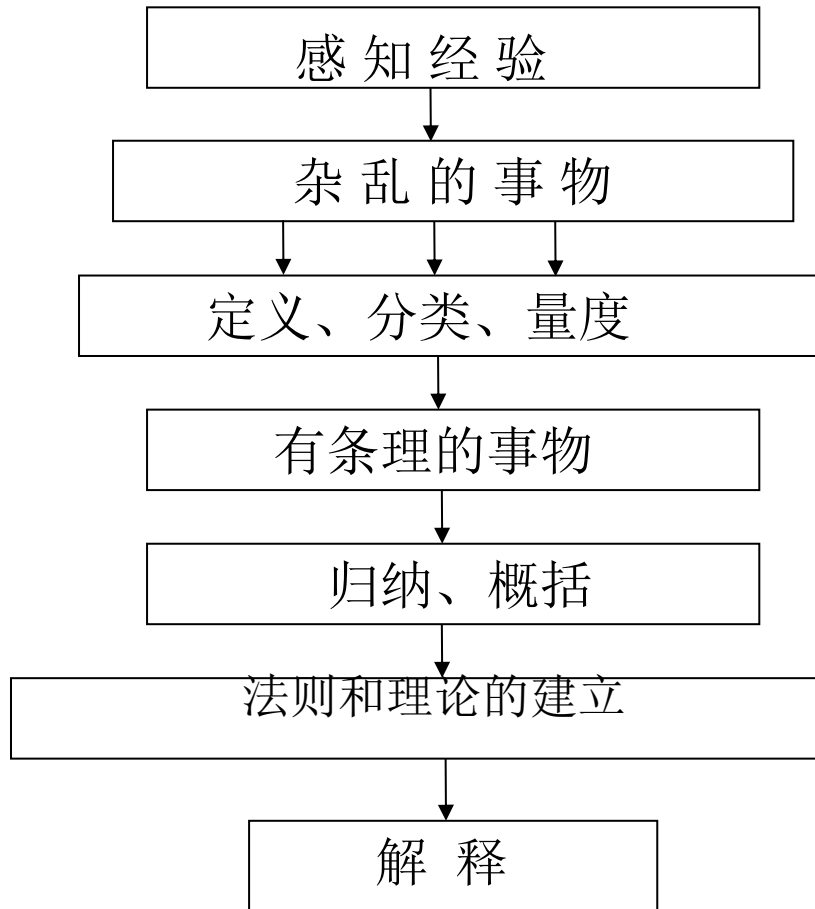 感知经验
杂乱的事物
定义、分类、量度
有条理的事物
归纳、概括
法则和理论的建立
解释